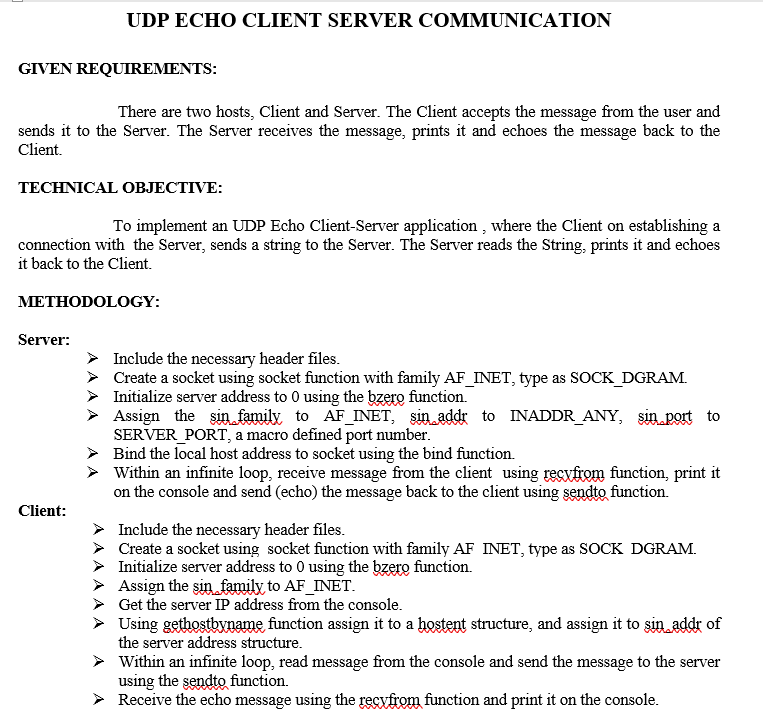 UDP ECHO CLIENT SERVER COMMUNICATION
GIVEN REQUIREMENTS:
There are two hosts, Client and Server. The Client accepts the message from the user and
sends it to the Server. The Server receives the message, prints it and echoes the message back to the
Client.
TECHNICAL OBJECTIVE:
To implement an UDP Echo Client-Server application , where the Client on establishing a
connection with the Server, sends a string to the Server. The Server reads the String, prints it and echoes
it back to the Client.
METHODOLOGY:
Server:
➢ Include the necessary header files.
➢ Create a socket using socket function with family AF_INET, type as SOCK_DGRAM.
➢ Initialize server address to 0 using the bzero function.
➢ Assign the sin_family to AF_INET, sin_addr to INADDR_ANY, sin_port to
SERVER_PORT, a macro defined port number.
➢ Bind the local host address to socket using the bind function.
➢ Within an infinite loop, receive message from the client using recvfrom function, print it
on the console and send (echo) the message back to the client using sendto function.
Client:
➢ Include the necessary header files.
➢ Create a socket using socket function with family AF_INET, type as SOCK_DGRAM.
➢ Initialize server address to 0 using the bzero function.
➢ Assign the sin_family to AF_INET.
➢ Get the server IP address from the console.
➢ Using gethostbyname function assign it to a hostent structure, and assign it to sin_addr of
the server address structure.
➢ Within an infinite loop, read message from the console and send the message to the server
using the sendto function.
➢ Receive the echo message using the recvfrom function and print it on the console.